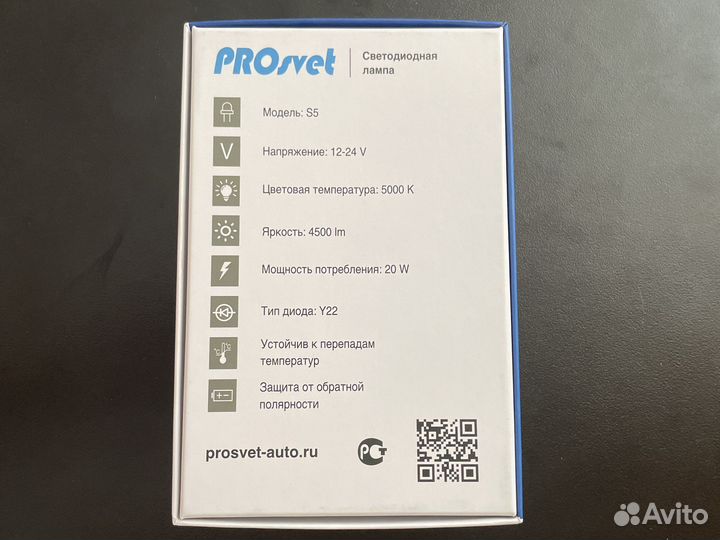 PROsvet
Светодиодная
лампа
Модель: S5
V
Напряжение: 12-24 V
Цветовая температура: 5000 K
Яркость: 4500 lm
Мощность потребления: 20 W
Тип диода: Y22
°C °C
Устойчив к перепадам
температур
+ −
Защита от обратной
полярности
prosvet-auto.ru
РСТ
Avito